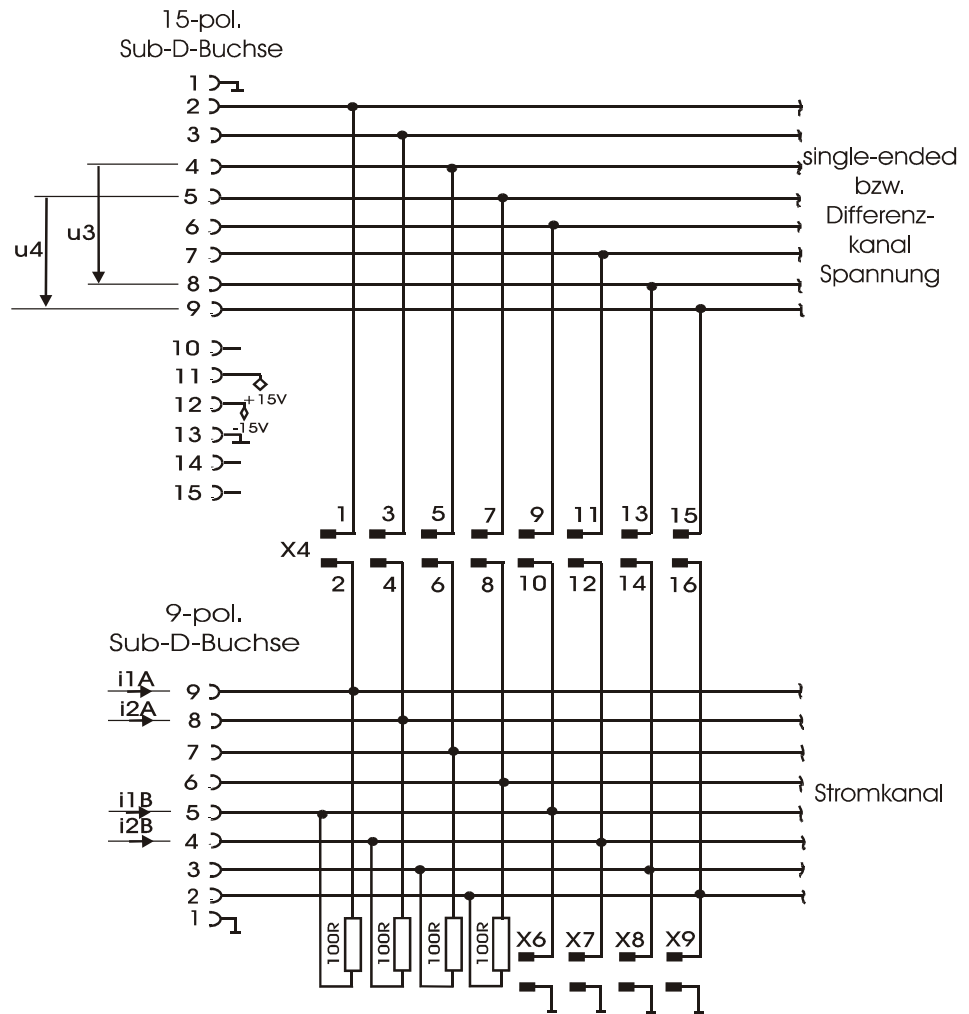 15-pol.
Sub-D-Buchse
1
2
3
4
5
6
7
8
9
u3
u4
single-ended
bzw.
Differenz-
kanal
Spannung
10
11
+15V
12
-15V
13
14
15
1 3 5 7 9 11 13 15
X4
2 4 6 8 10 12 14 16
9-pol.
Sub-D-Buchse
i1A
9
i2A
8
7
6
i1B
5
i2B
4
3
2
1
Stromkanal
100R 100R 100R 100R
X6 X7 X8 X9